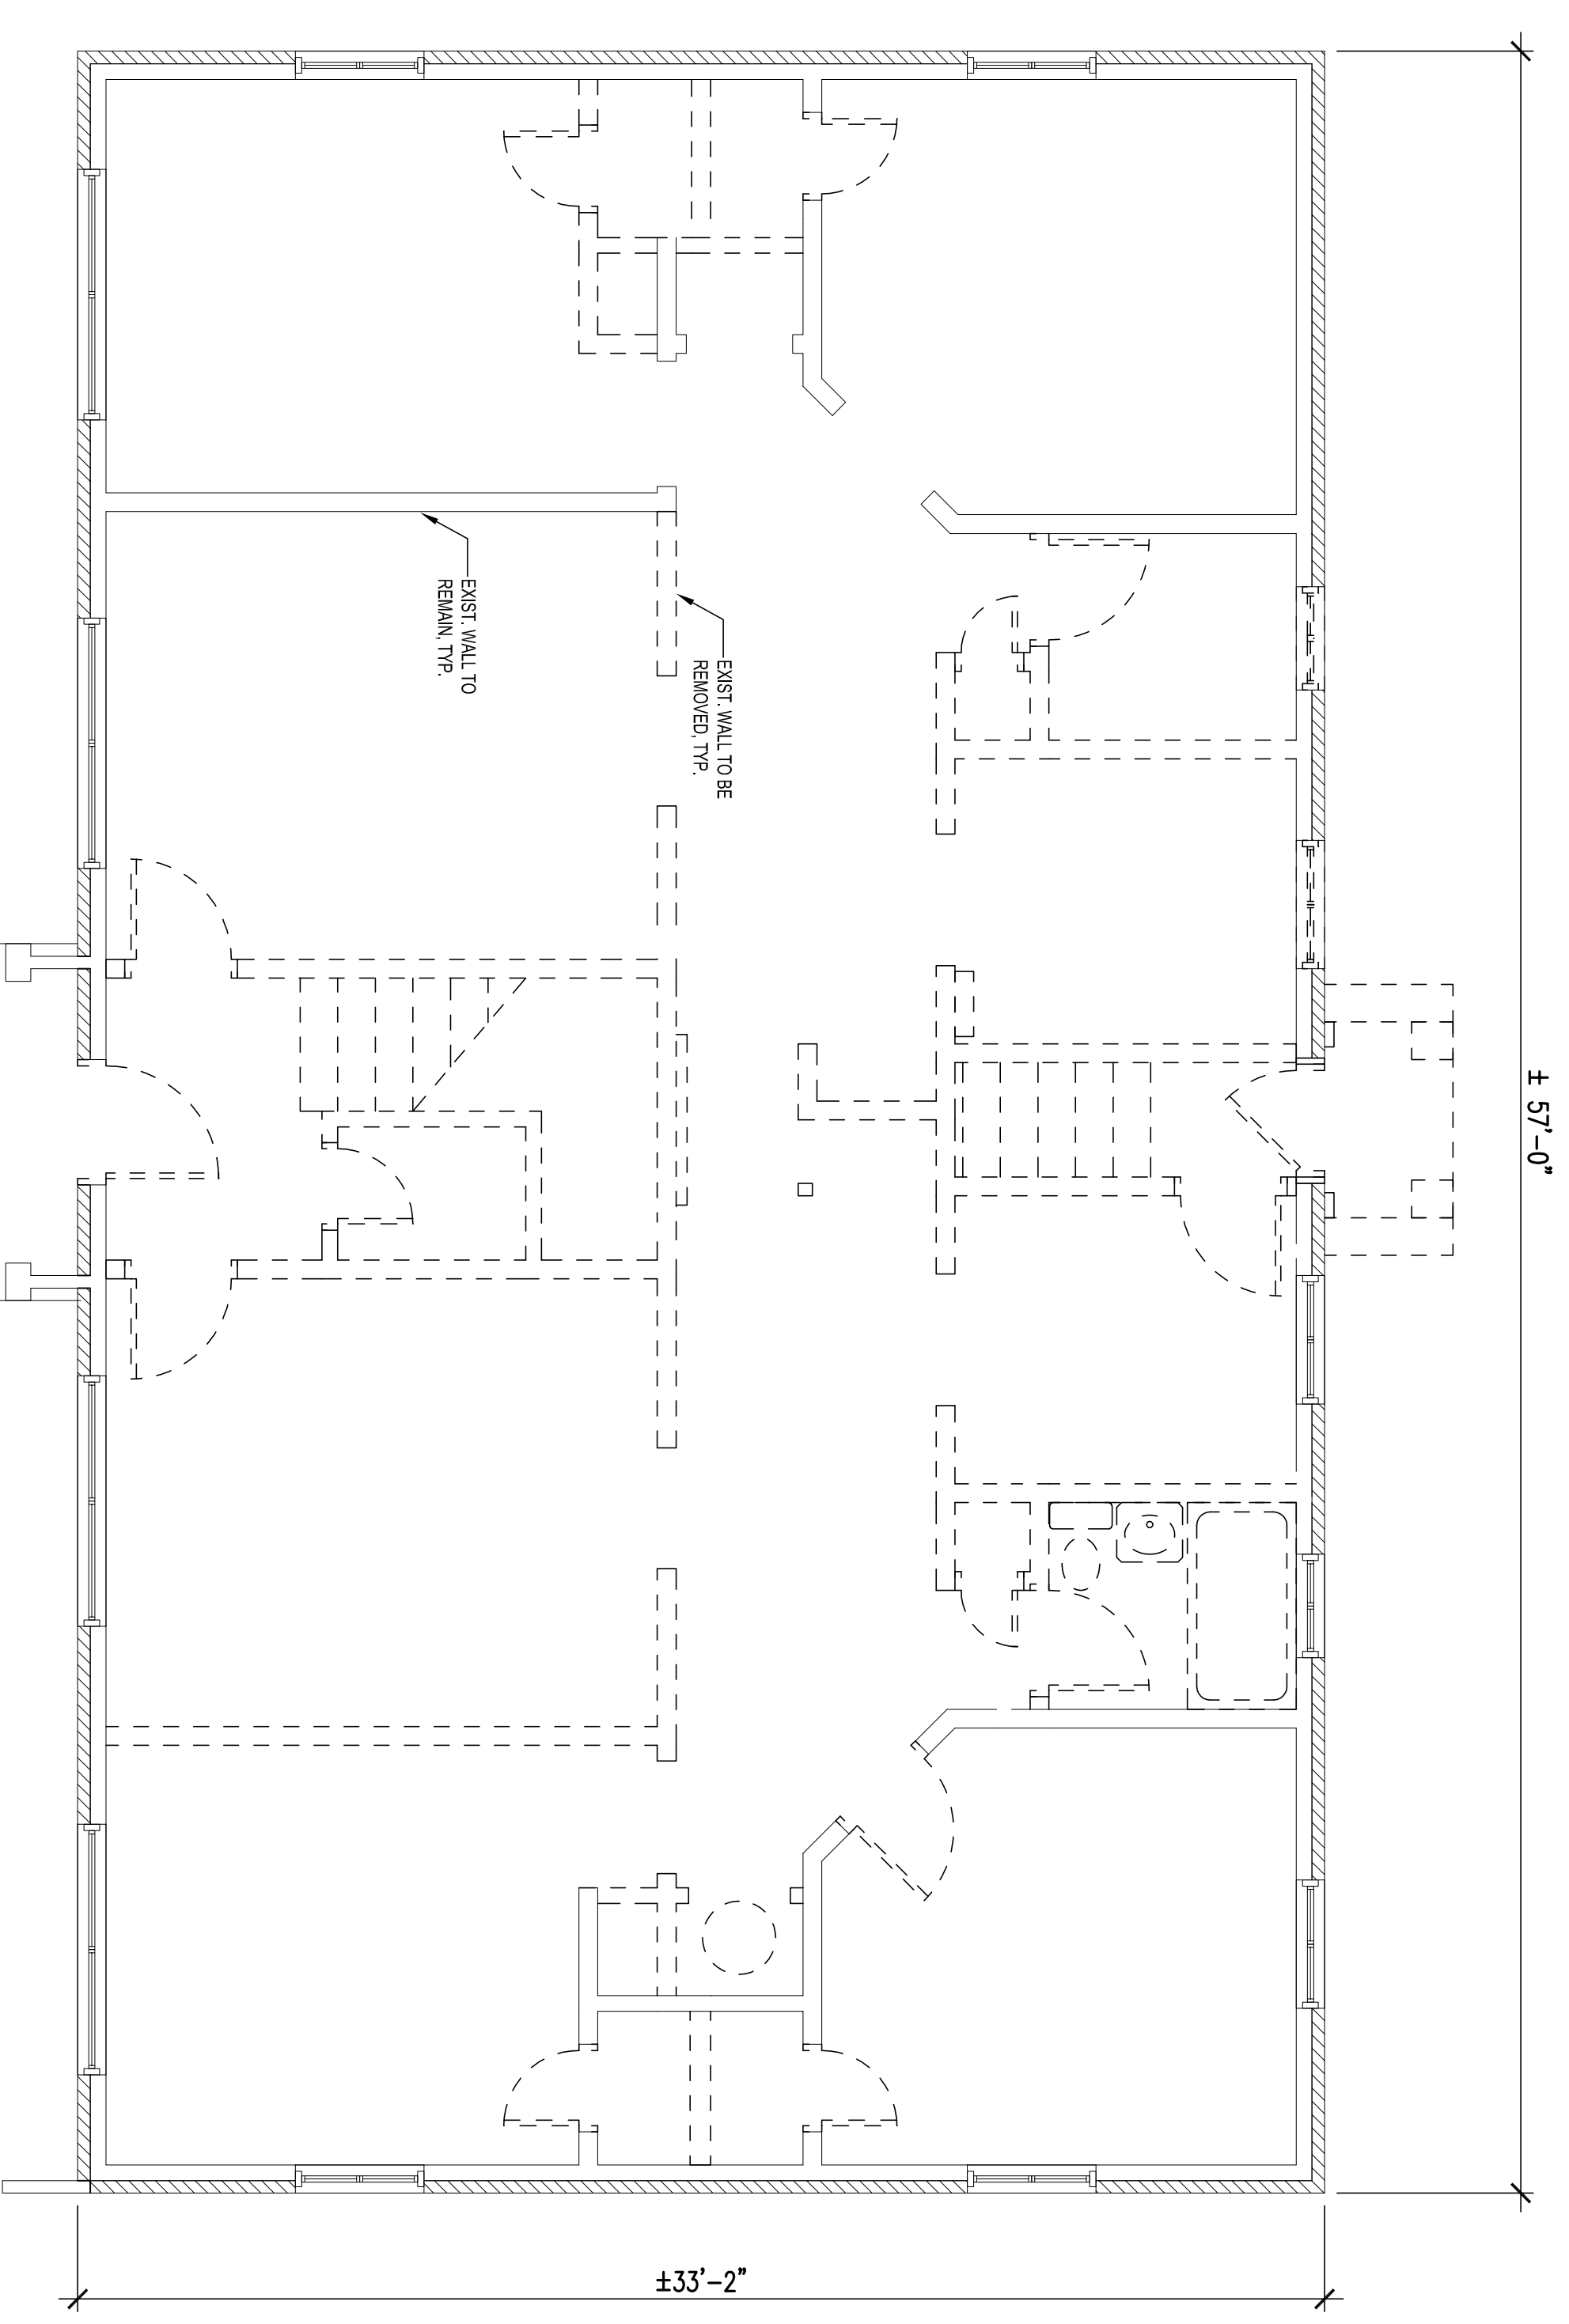 ± 57'-0"
EXIST. WALL TO BE
REMOVED, TYP.
EXIST. WALL TO
REMAIN, TYP.
±33'-2"